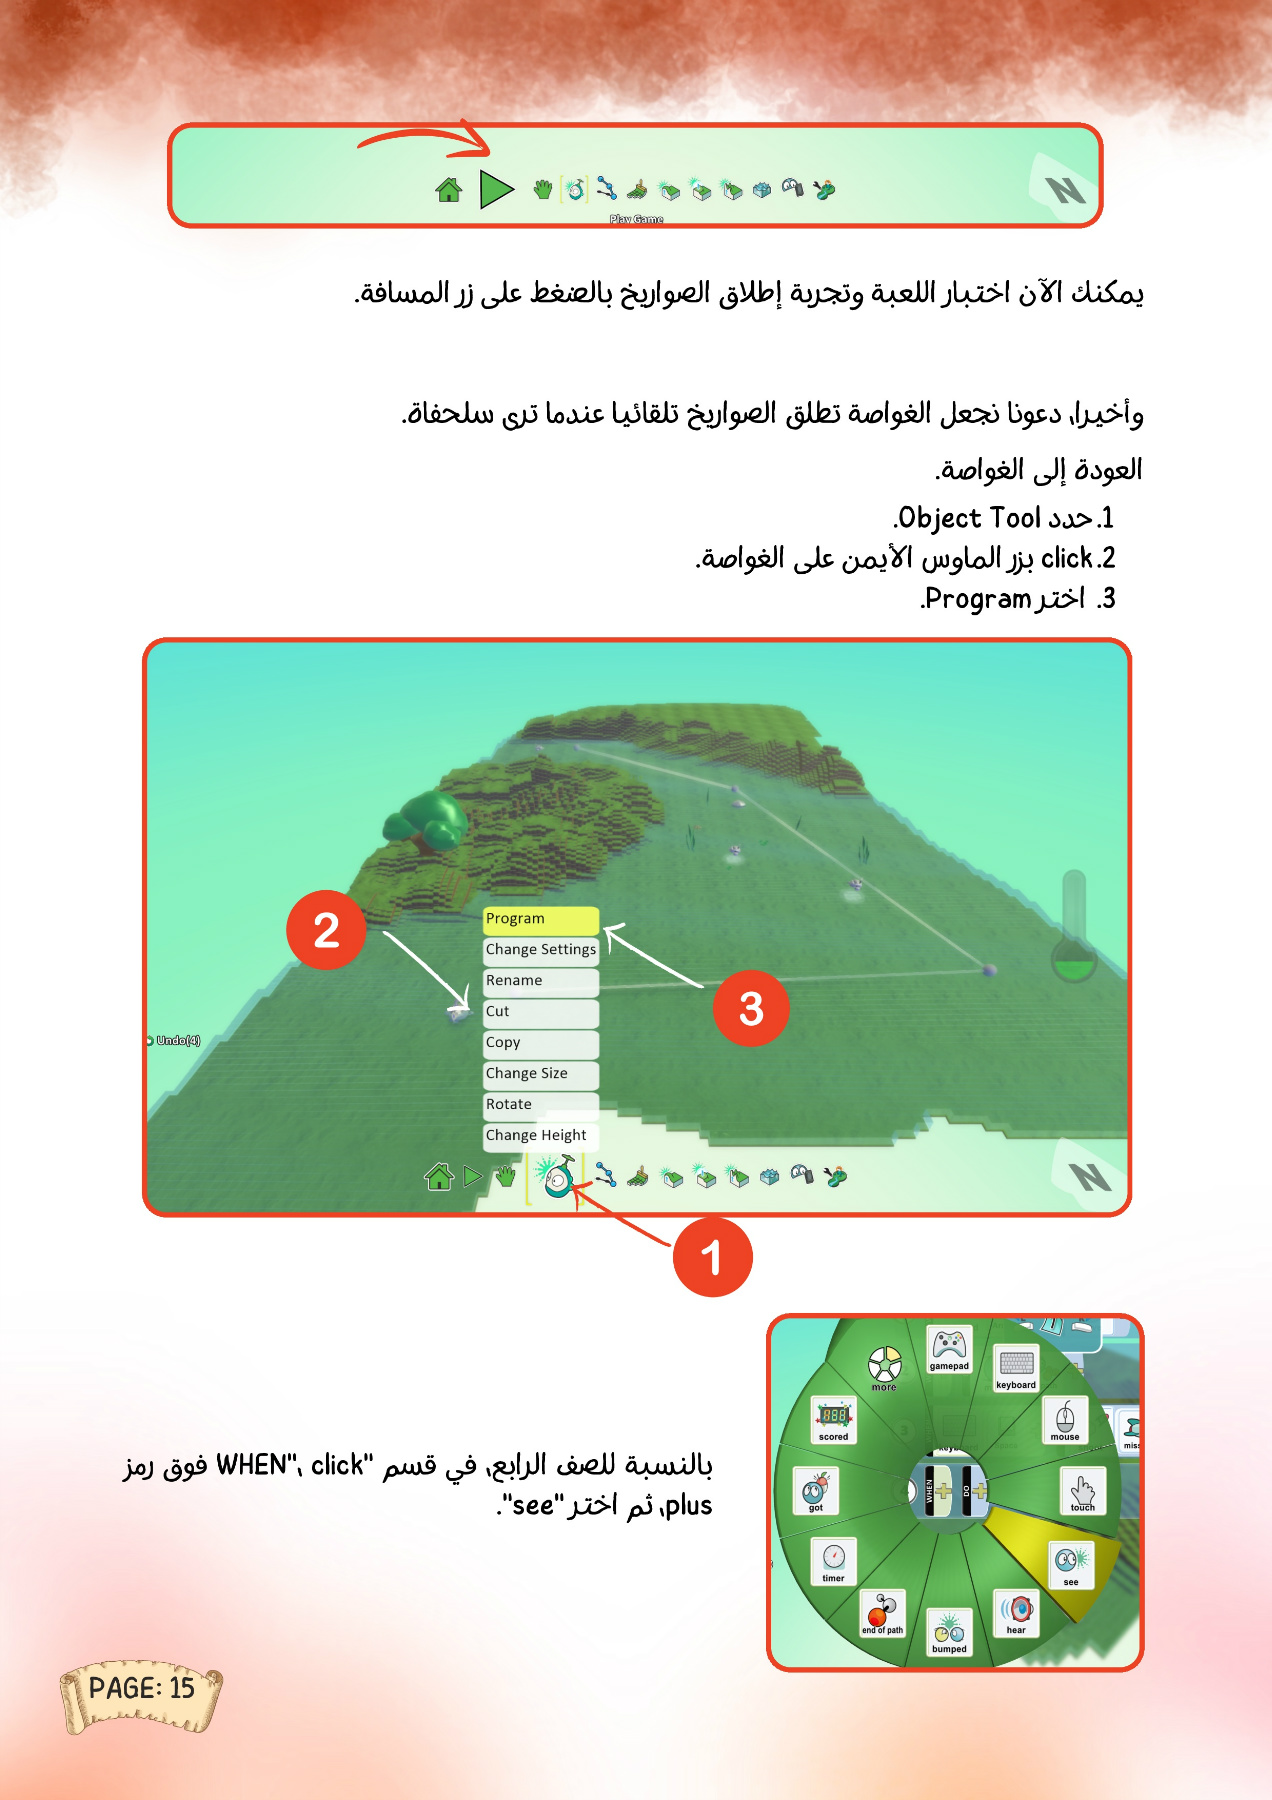 Play Game
يمكنك الآن اختبار اللعبة وتجربة إطلاق الصواريخ بالضغط على زر المسافة.
وأخيرا، دعونا نجعل الغواصة تطلق الصواريخ تلقائيا عندما ترى سلحفاة.
العودة إلى الغواصة.
1. حدد Object Tool.
2. click بزر الماوس الأيمن على الغواصة.
3. اختر Program.
Program
Change Settings
Rename
Cut
Copy
Change Size
Rotate
Change Height
Undo(4)
2
3
N
1
gamepad
keyboard
more
mouse
scored
touch
got
WHEN
DO
see
timer
hear
end of path
bumped
بالنسبة للصف الرابع، في قسم "WHEN"، click فوق رمز
plus، ثم اختر "see".
PAGE: 15